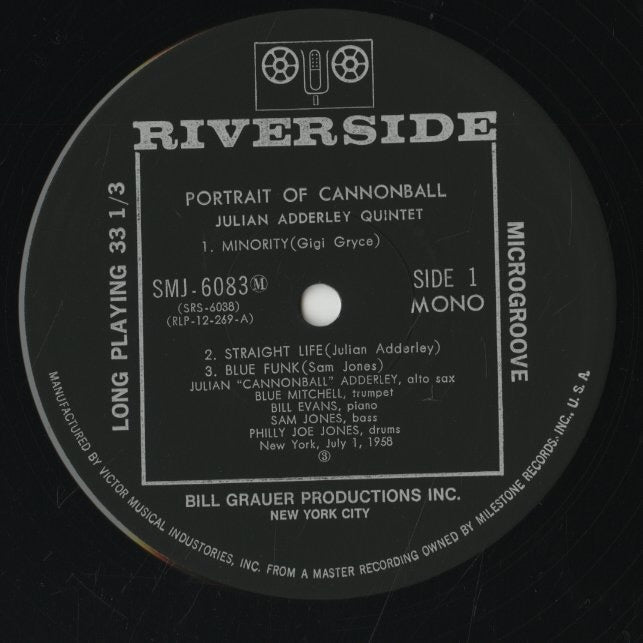 RIVERSIDE
PORTRAIT OF CANNONBALL
JULIAN ADDERLEY QUINTET
1. MINORITY (Gigi Gryce)
SMJ-6083 Ⓜ
(SRS-6038)
(RLP-12-269-A)
SIDE 1
MONO
2. STRAIGHT LIFE (Julian Adderley)
3. BLUE FUNK (Sam Jones)
JULIAN "CANNONBALL" ADDERLEY, alto sax
BLUE MITCHELL, trumpet
BILL EVANS, piano
SAM JONES, bass
PHILLY JOE JONES, drums
New York, July 1, 1958
③
LONG PLAYING 33 1/3
MICROGROOVE
BILL GRAUER PRODUCTIONS INC.
NEW YORK CITY
MANUFACTURED BY VICTOR MUSICAL INDUSTORIES, INC. FROM A MASTER RECORDING OWNED BY MILESTONE RECORDS, INC., U.S.A.